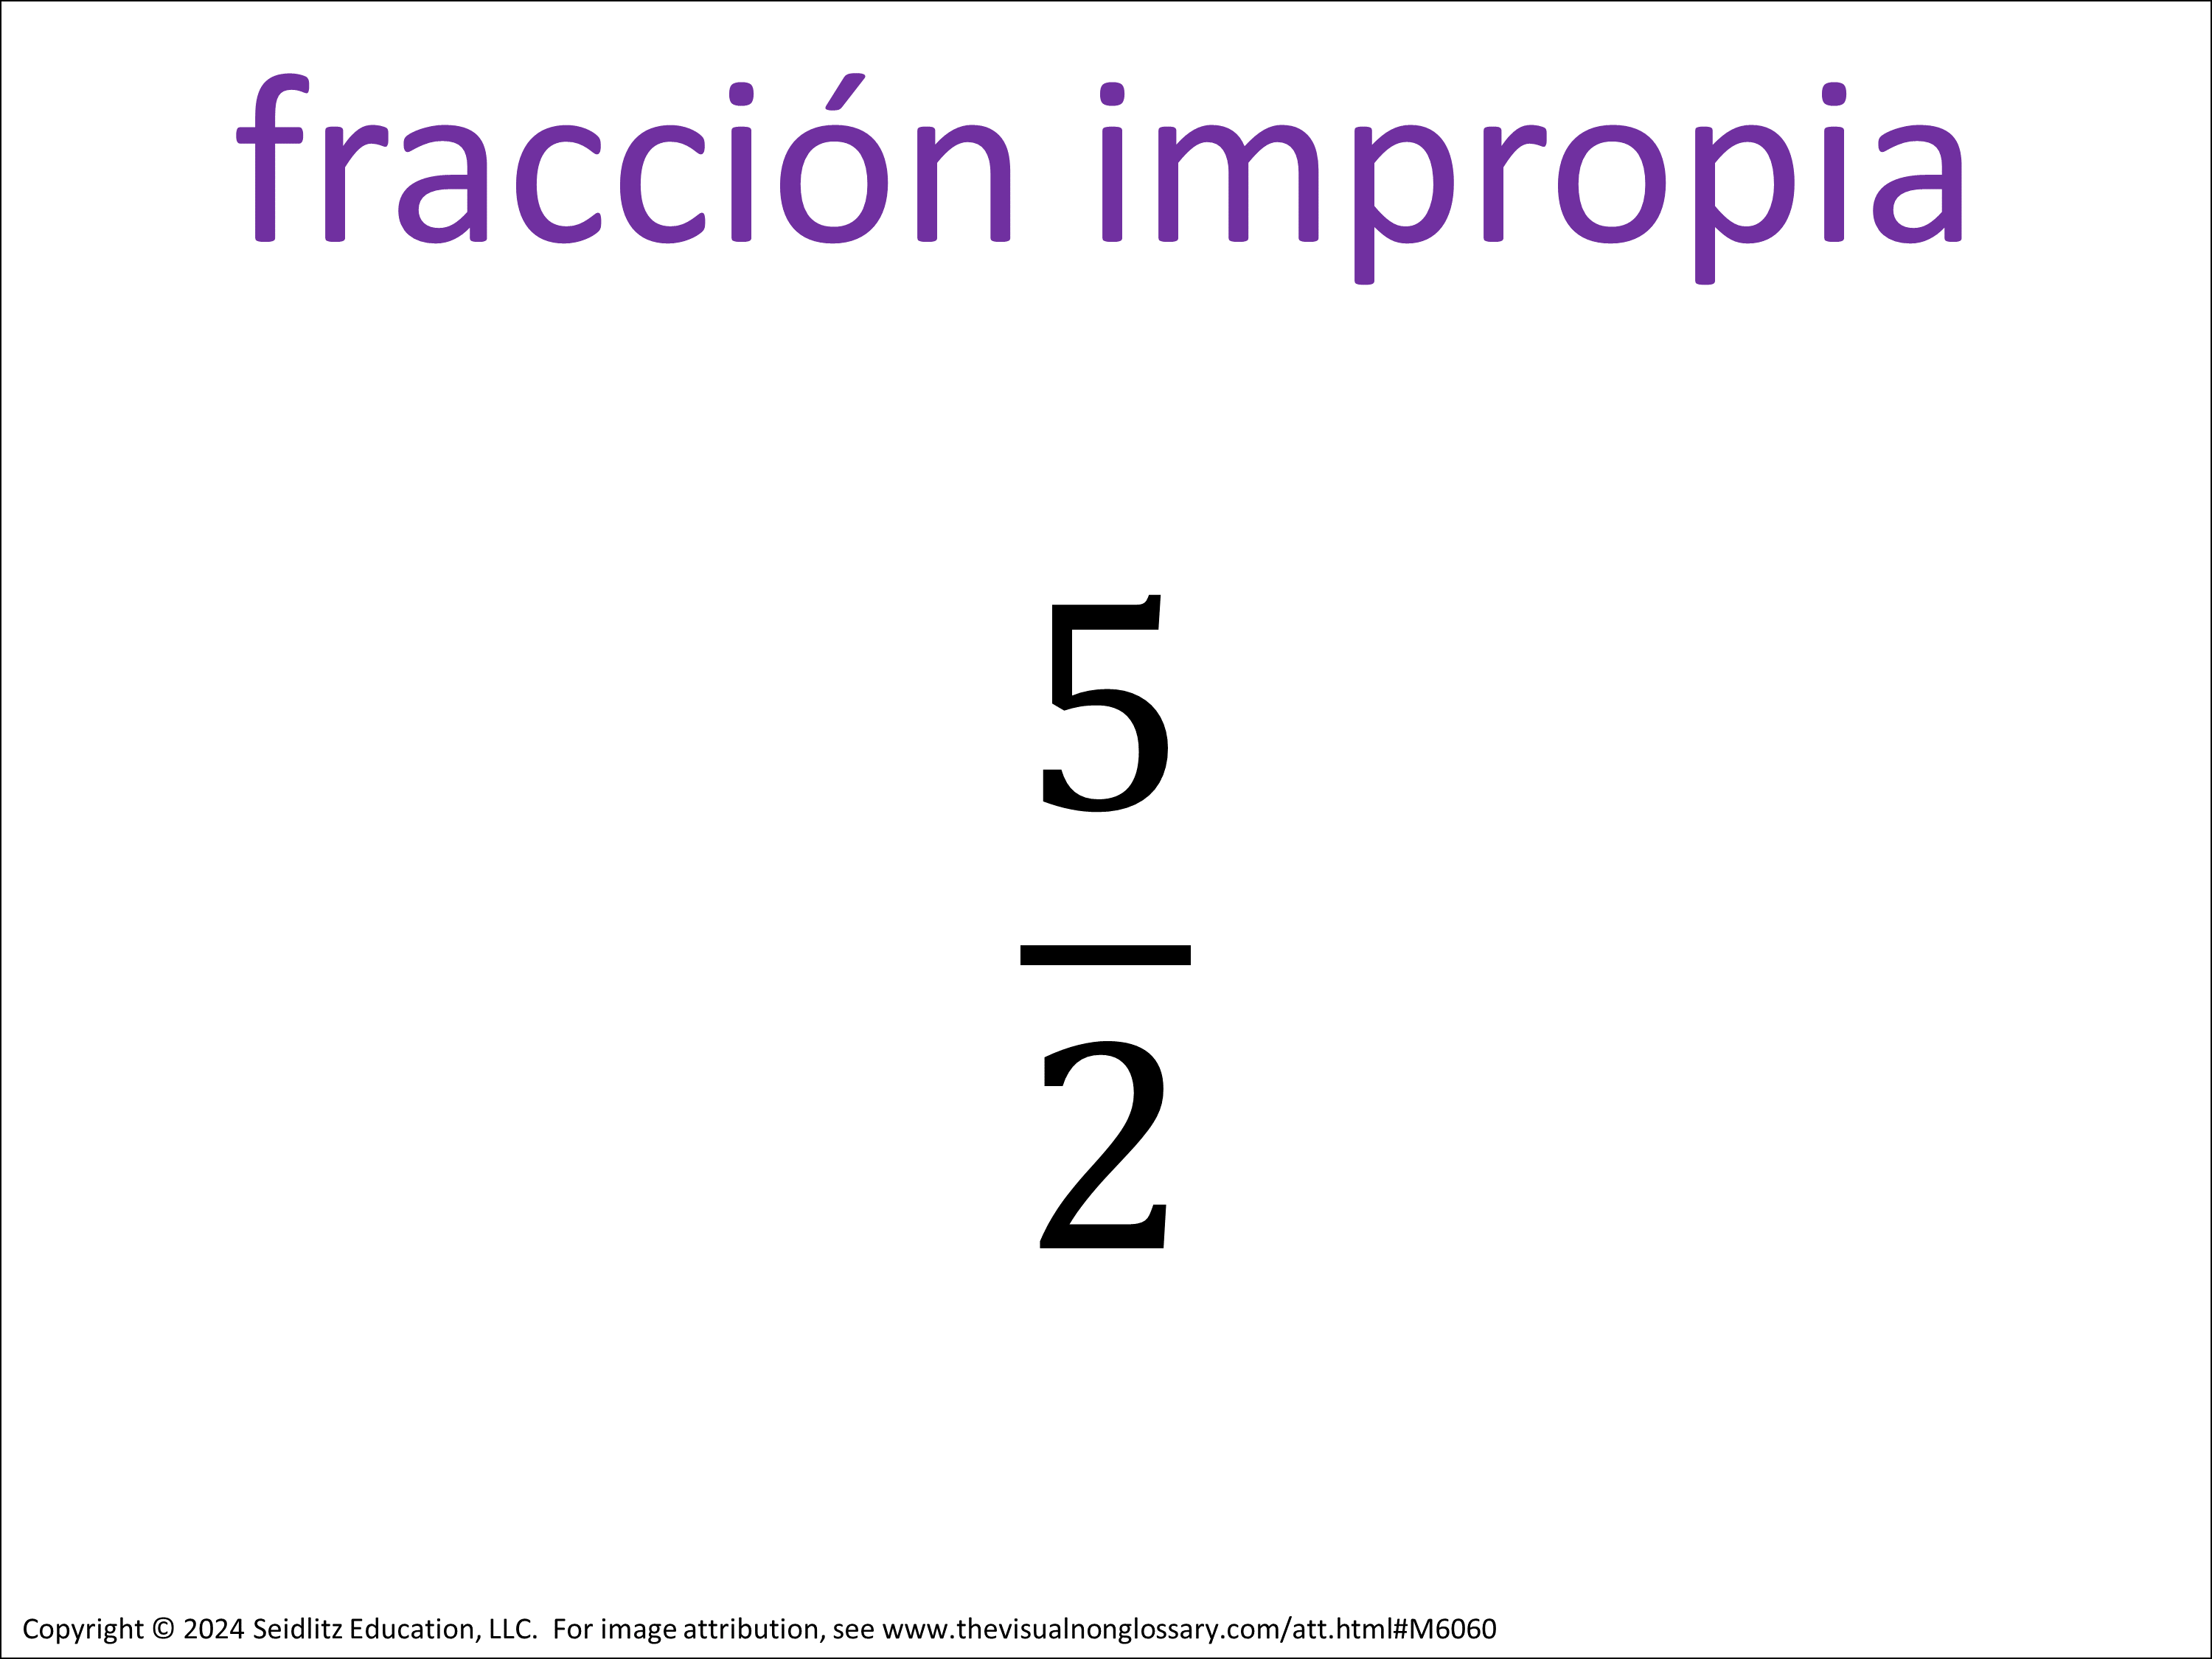 fracción impropia
5
2
Copyright © 2024 Seidlitz Education, LLC.  For image attribution, see www.thevisualnonglossary.com/att.html#M6060